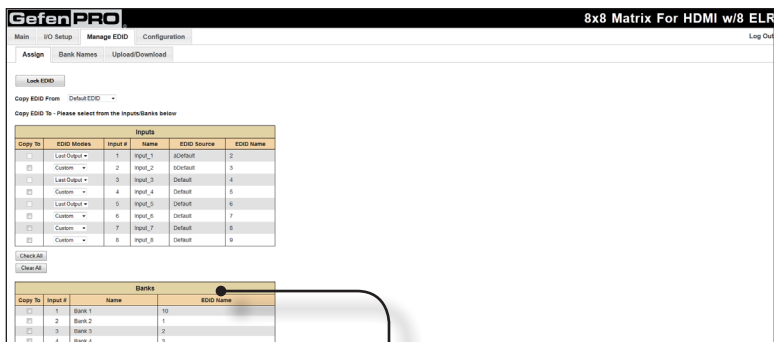 Gefen PRO 8x8 Matrix For HDMI w/8 ELR
Main I/O Setup Manage EDID Configuration Log Out
Assign Bank Names Upload/Download
Lock EDID
Copy EDID From Default EDID
Copy EDID To - Please select from the Inputs/Banks below
Inputs
Copy To EDID Modes Input # Name EDID Source EDID Name
Last Output 1 Input_1 aDefault 2
Custom 2 Input_2 bDefault 3
Last Output 3 Input_3 Default 4
Custom 4 Input_4 Default 5
Last Output 5 Input_5 Default 6
Custom 6 Input_6 Default 7
Custom 7 Input_7 Default 8
Custom 8 Input_8 Default 9
Check All
Clear All
Banks
Copy To Input # Name EDID Name
1 Bank 1 10
2 Bank 2 1
3 Bank 3 2
4 Bank 4 3